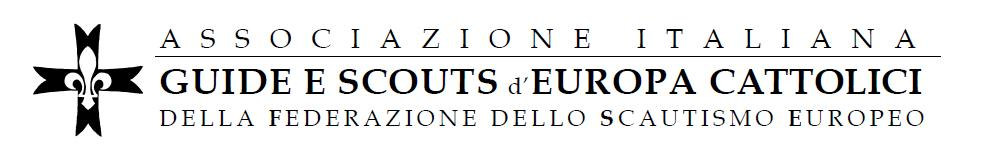 ASSOCIAZIONE ITALIANA
GUIDE E SCOUTS d'EUROPA CATTOLICI
DELLA FEDERAZIONE DELLO SCAUTISMO EUROPEO